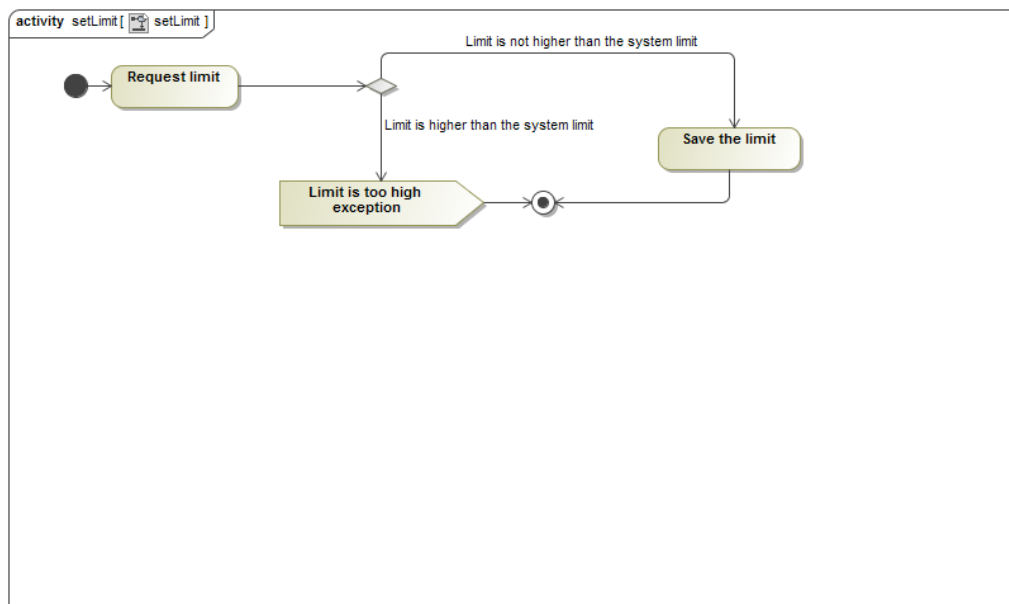 activity setLimit [ setLimit ]
Limit is not higher than the system limit
Request limit
Limit is higher than the system limit
Save the limit
Limit is too high
exception